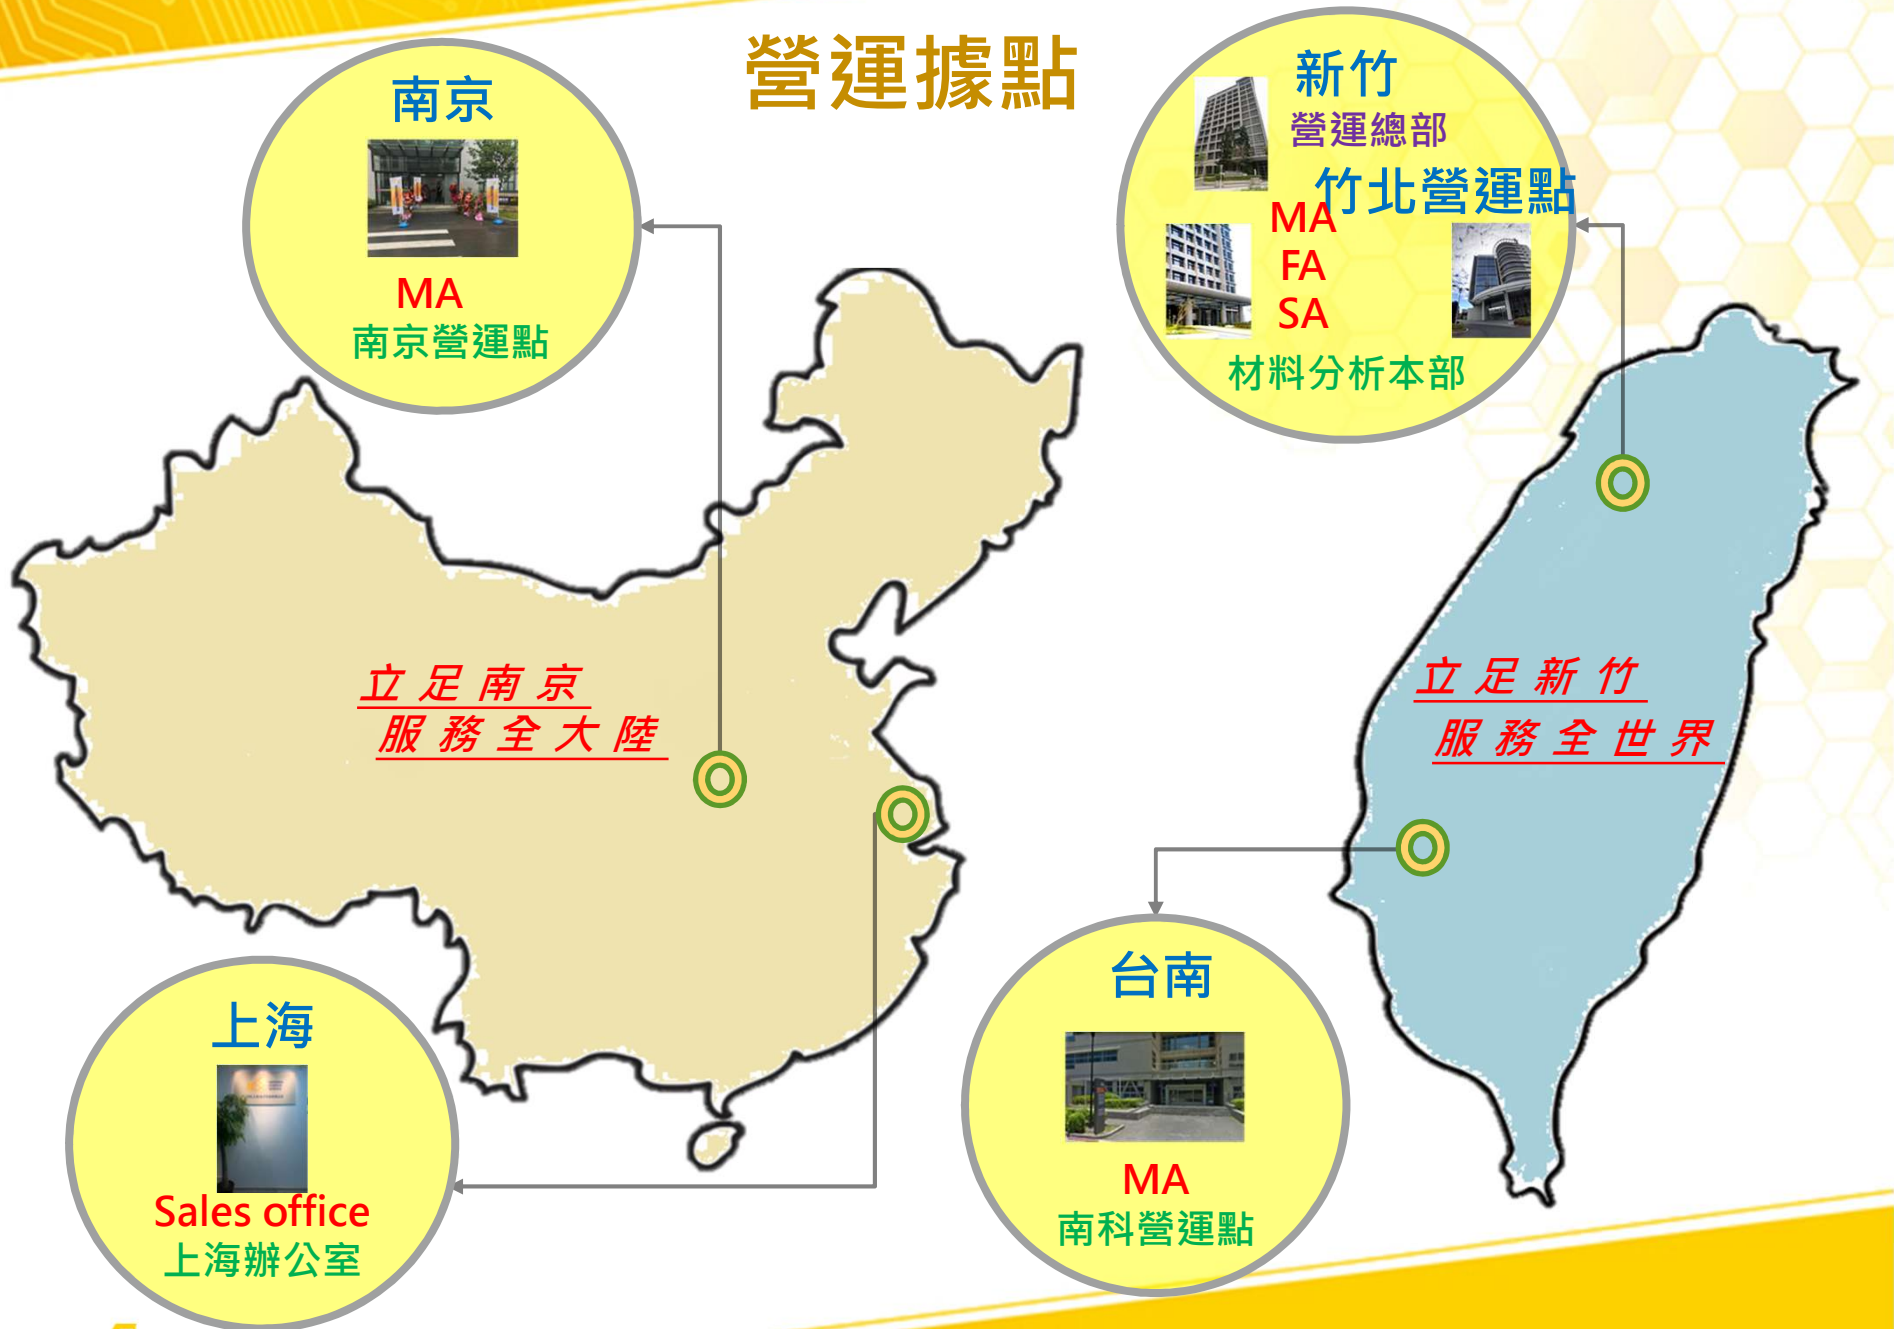 營運據點
南京
MA
南京營運點
新竹
營運總部
竹北營運點
MA
FA
SA
材料分析本部
立足南京
服務全大陸
立足新竹
服務全世界
上海
Sales office
上海辦公室
台南
MA
南科營運點